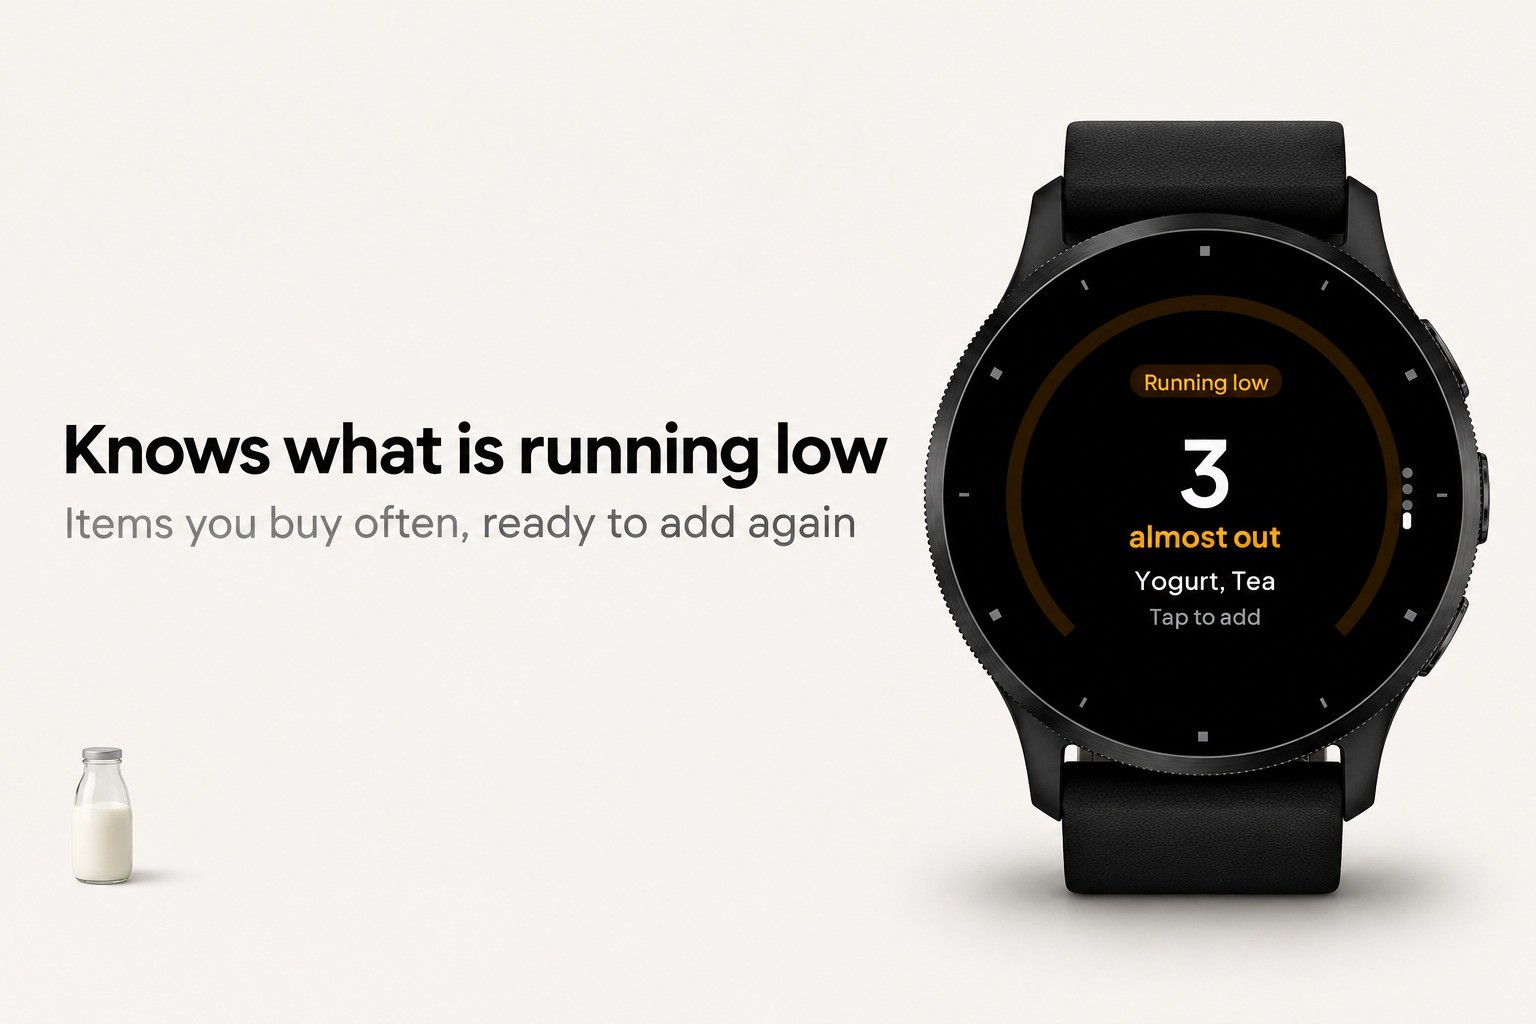 Knows what is running low
Items you buy often, ready to add again
Running low
3
almost out
Yogurt, Tea
Tap to add